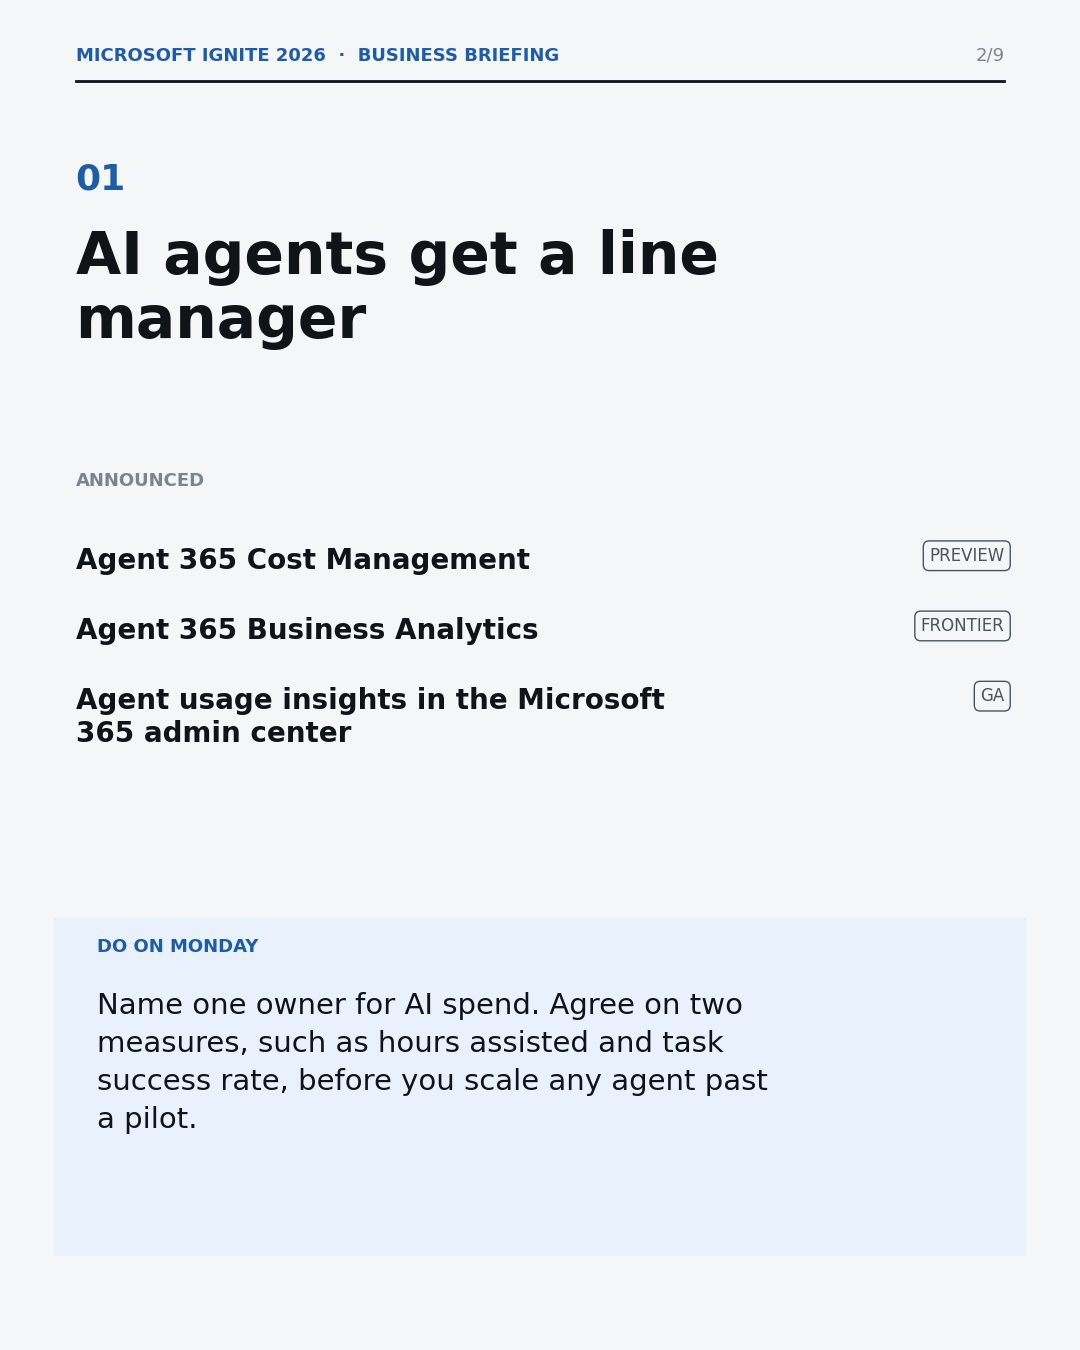 MICROSOFT IGNITE 2026 · BUSINESS BRIEFING
2/9
01
AI agents get a line
manager
ANNOUNCED
Agent 365 Cost Management
PREVIEW
Agent 365 Business Analytics
FRONTIER
Agent usage insights in the Microsoft
365 admin center
GA
DO ON MONDAY
Name one owner for AI spend. Agree on two
measures, such as hours assisted and task
success rate, before you scale any agent past
a pilot.